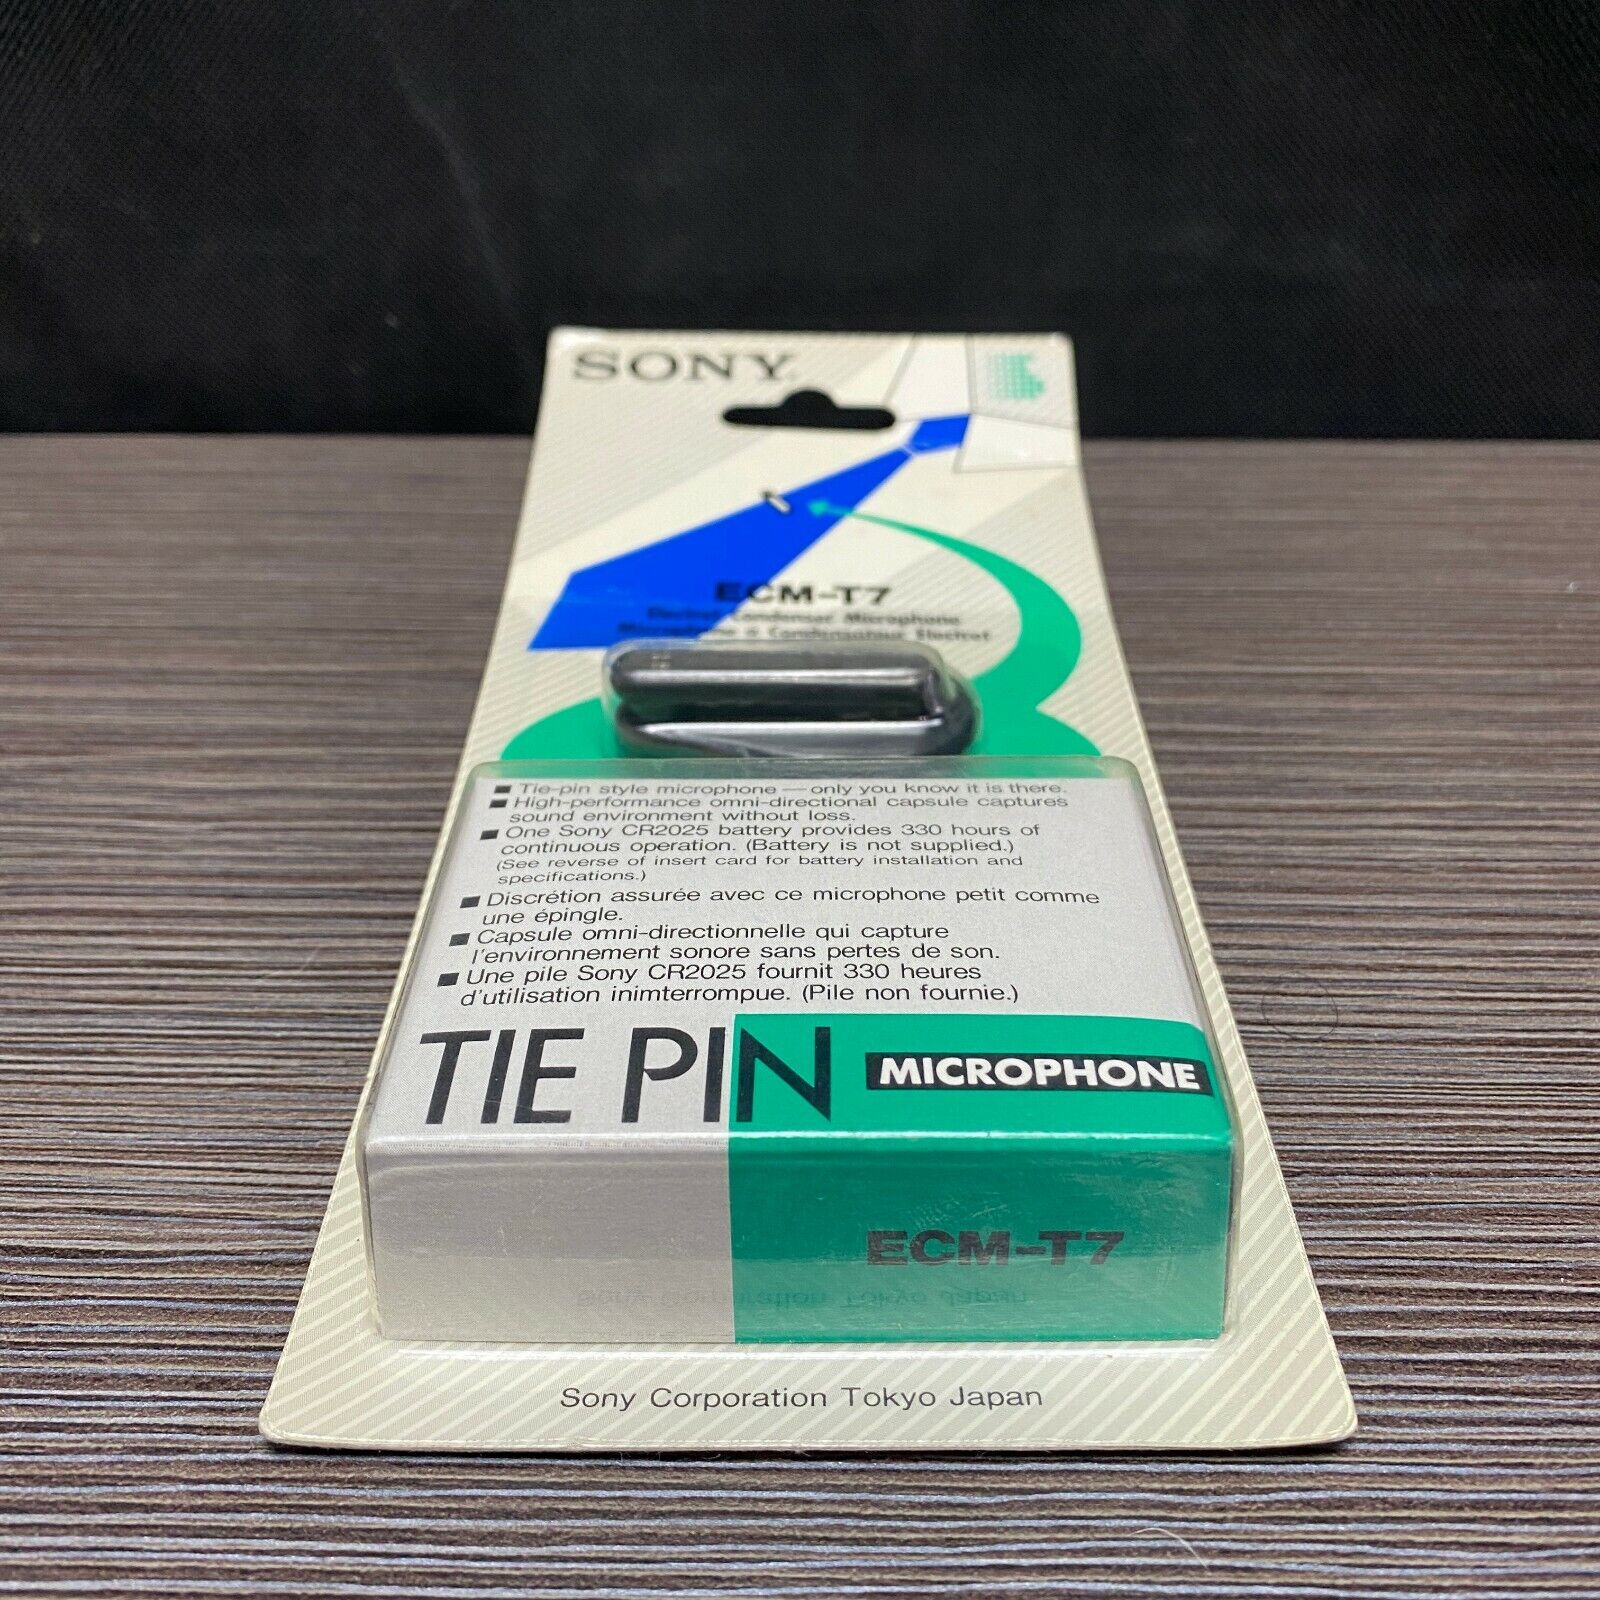 SONY
ECM-T7
Electret Condenser Microphone
Microphone à Condensateur Electret
■ Tie-pin style microphone — only you know it is there.
■ High-performance omni-directional capsule captures
sound environment without loss.
■ One Sony CR2025 battery provides 330 hours of
continuous operation. (Battery is not supplied.)
(See reverse of insert card for battery installation and
specifications.)
■ Discrétion assurée avec ce microphone petit comme
une épingle.
■ Capsule omni-directionnelle qui capture
l'environnement sonore sans pertes de son.
■ Une pile Sony CR2025 fournit 330 heures
d'utilisation inimterrompue. (Pile non fournie.)
TIE PIN MICROPHONE
ECM-T7
Sony Corporation Tokyo Japan